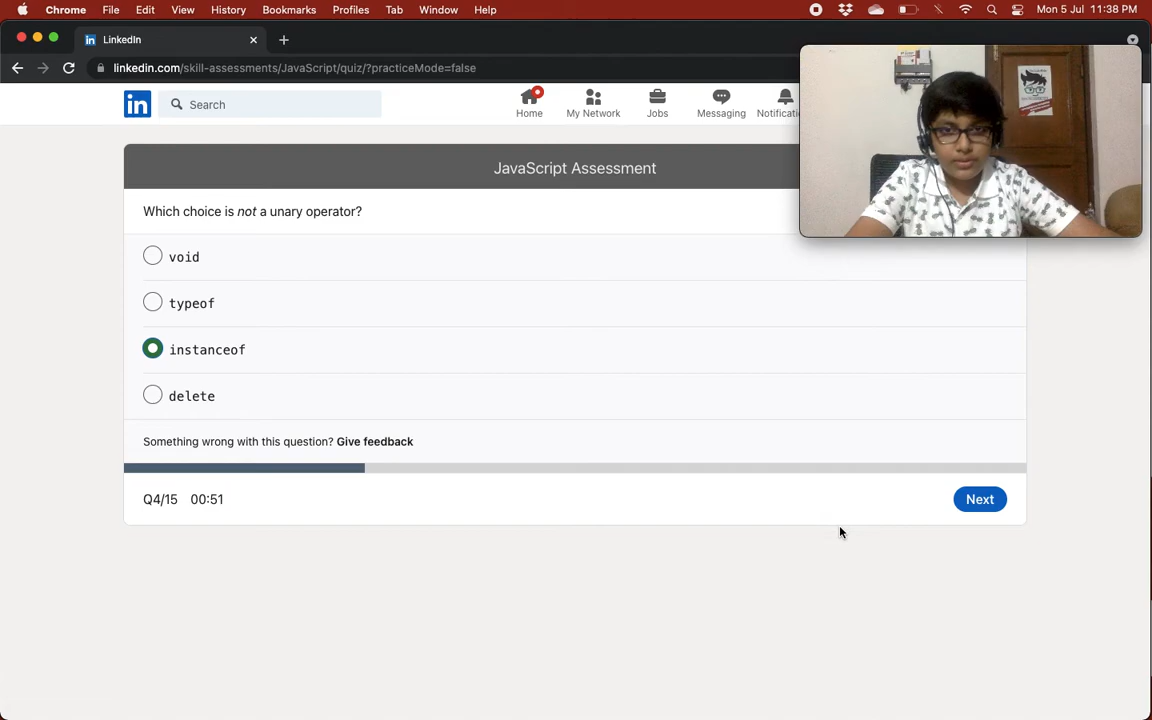 Chrome File Edit View History Bookmarks Profiles Tab Window Help Mon 5 Jul 11:38 PM
in LinkedIn
linkedin.com/skill-assessments/JavaScript/quiz/?practiceMode=false
in Search Home My Network Jobs Messaging Notificati
JavaScript Assessment
Which choice is not a unary operator?
void
typeof
instanceof
delete
Something wrong with this question? Give feedback
Q4/15 00:51 Next